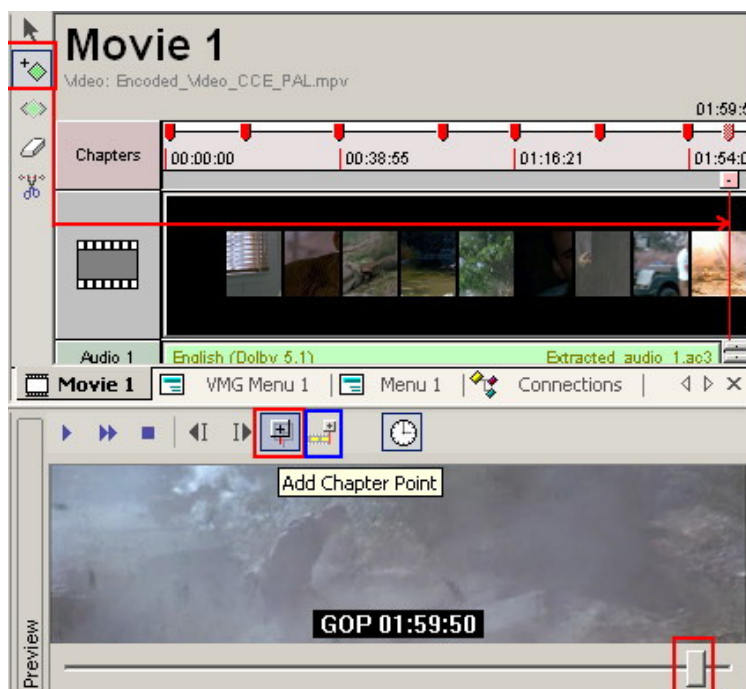 Movie 1
Video: Encoded_Video_CCE_PAL.mpv
01:59:5
Chapters
00:00:00 00:38:55 01:16:21 01:54:0
Audio 1 English (Dolby 5.1) Extracted_audio_1.ac3
Movie 1 VMG Menu 1 Menu 1 Connections
Add Chapter Point
GOP 01:59:50
Preview